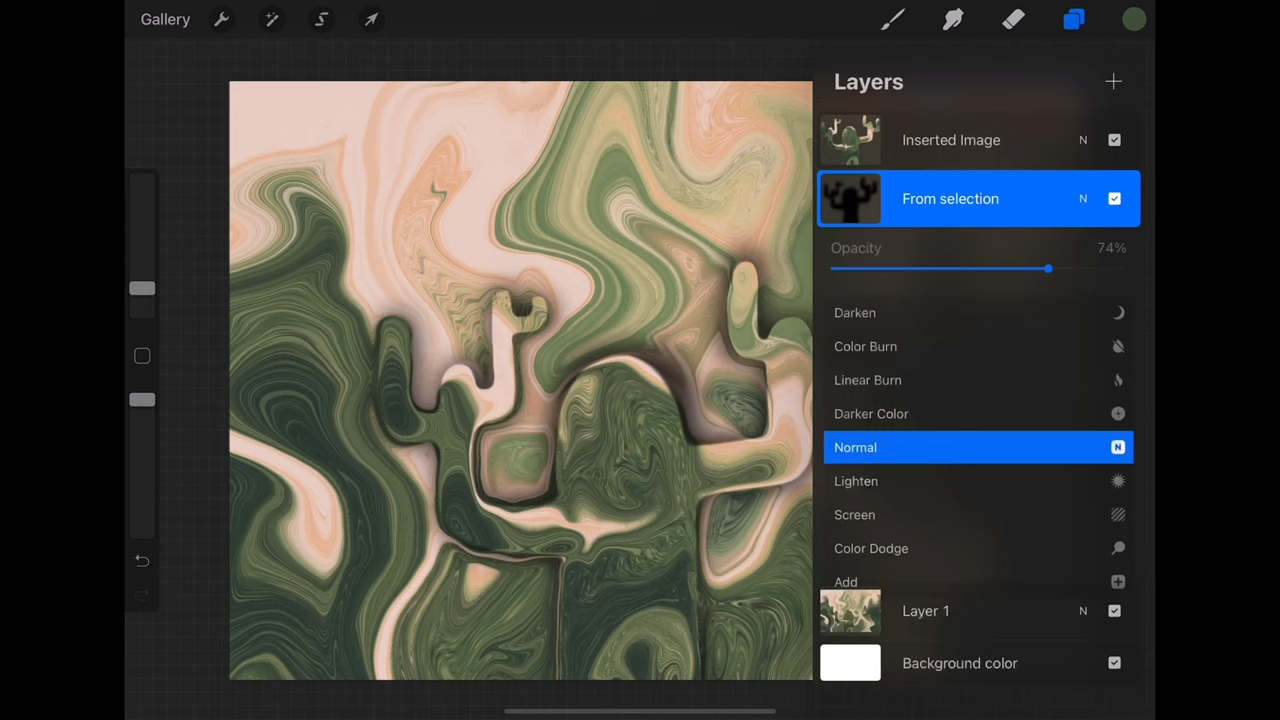 Gallery
Layers
Inserted Image N
From selection N
Opacity 74%
Darken
Color Burn
Linear Burn
Darker Color
Normal N
Lighten
Screen
Color Dodge
Add
Layer 1 N
Background color